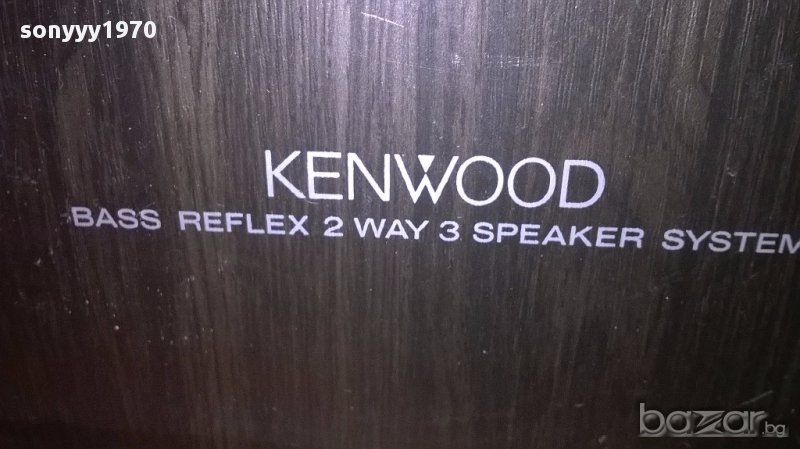 sonyyy1970
KENWOOD
BASS REFLEX 2 WAY 3 SPEAKER SYSTEM
bazar.bg